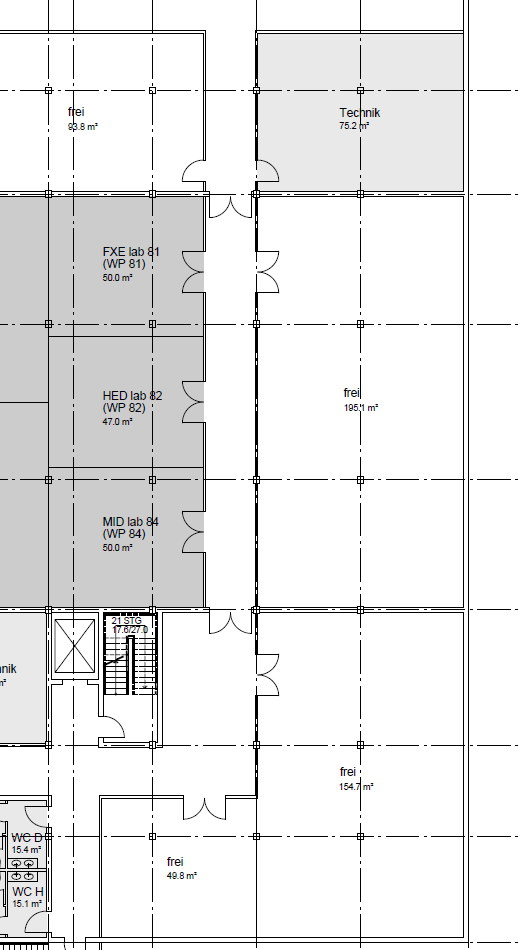 frei
93.8 m²
Technik
75.2 m²
FXE lab 81
(WP 81)
50.0 m²
HED lab 82
(WP 82)
47.0 m²
frei
195.1 m²
MID lab 84
(WP 84)
50.0 m²
21 STG
17.6/27.0
nik
m²
frei
154.7 m²
WC D
15.4 m²
frei
49.8 m²
WC H
15.1 m²